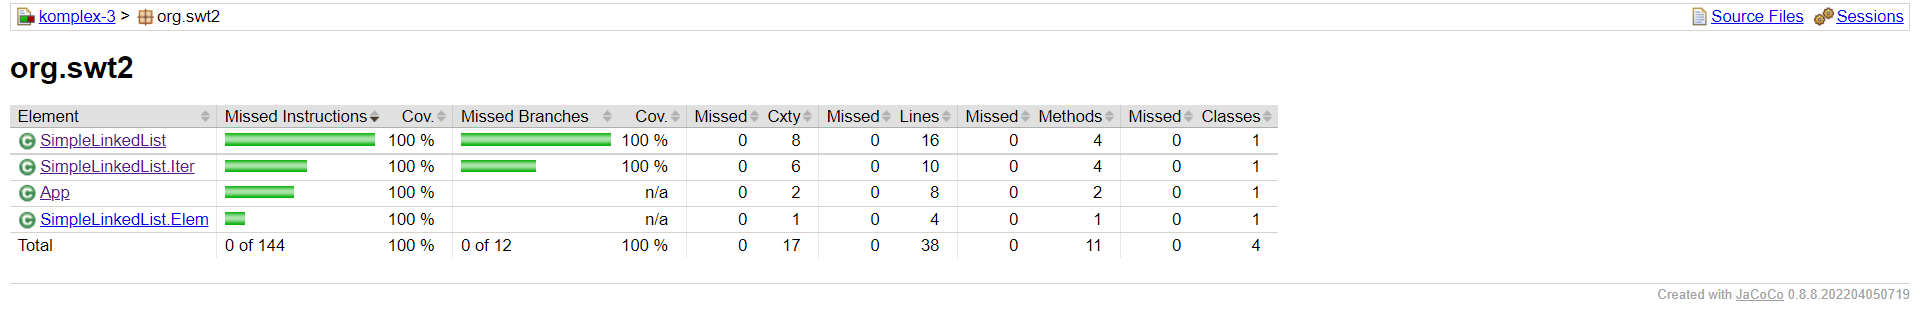 komplex-3 > org.swt2 Source Files Sessions
org.swt2
Element Missed Instructions Cov. Missed Branches Cov. Missed Cxty Missed Lines Missed Methods Missed Classes
SimpleLinkedList 100 % 100 % 0 8 0 16 0 4 0 1
SimpleLinkedList.Iter 100 % 100 % 0 6 0 10 0 4 0 1
App 100 % n/a 0 2 0 8 0 2 0 1
SimpleLinkedList.Elem 100 % n/a 0 1 0 4 0 1 0 1
Total 0 of 144 100 % 0 of 12 100 % 0 17 0 38 0 11 0 4
Created with JaCoCo 0.8.8.202204050719